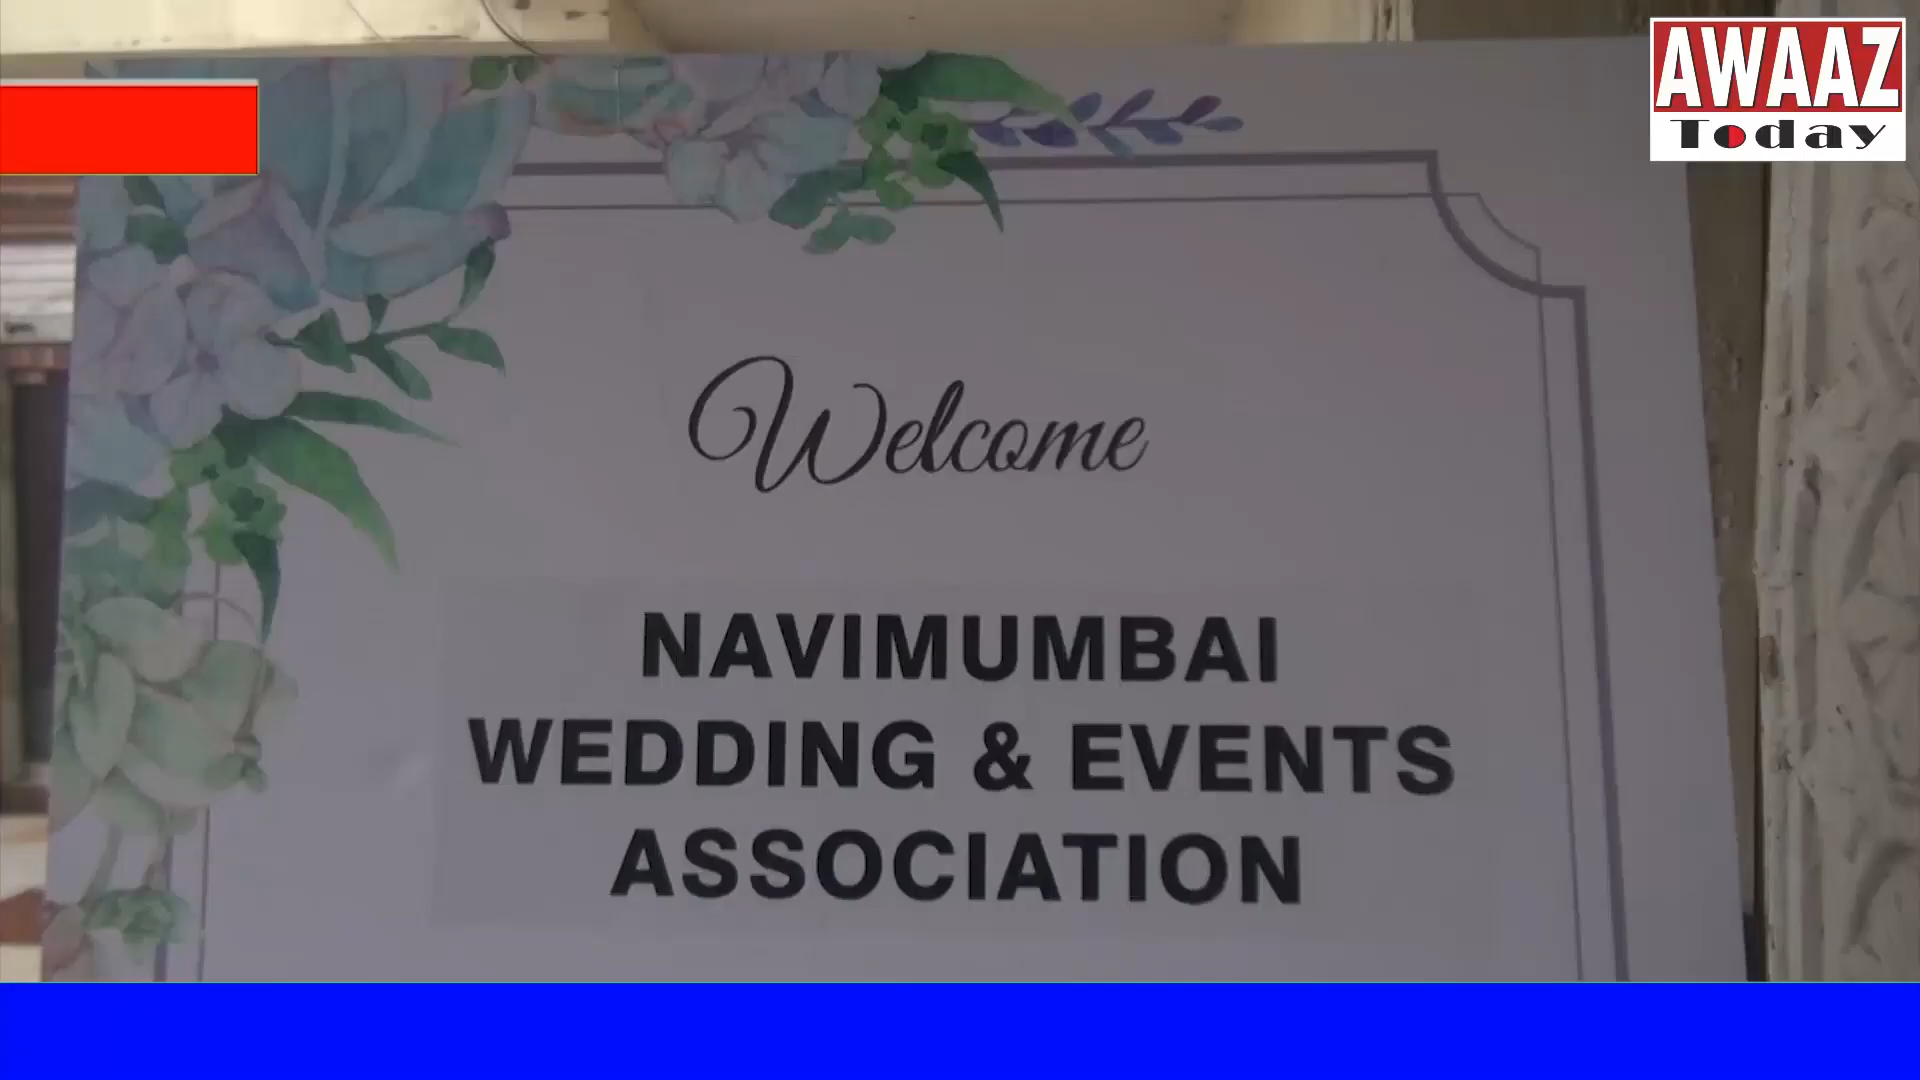 AWAAZ
Today
Welcome
NAVIMUMBAI
WEDDING & EVENTS
ASSOCIATION